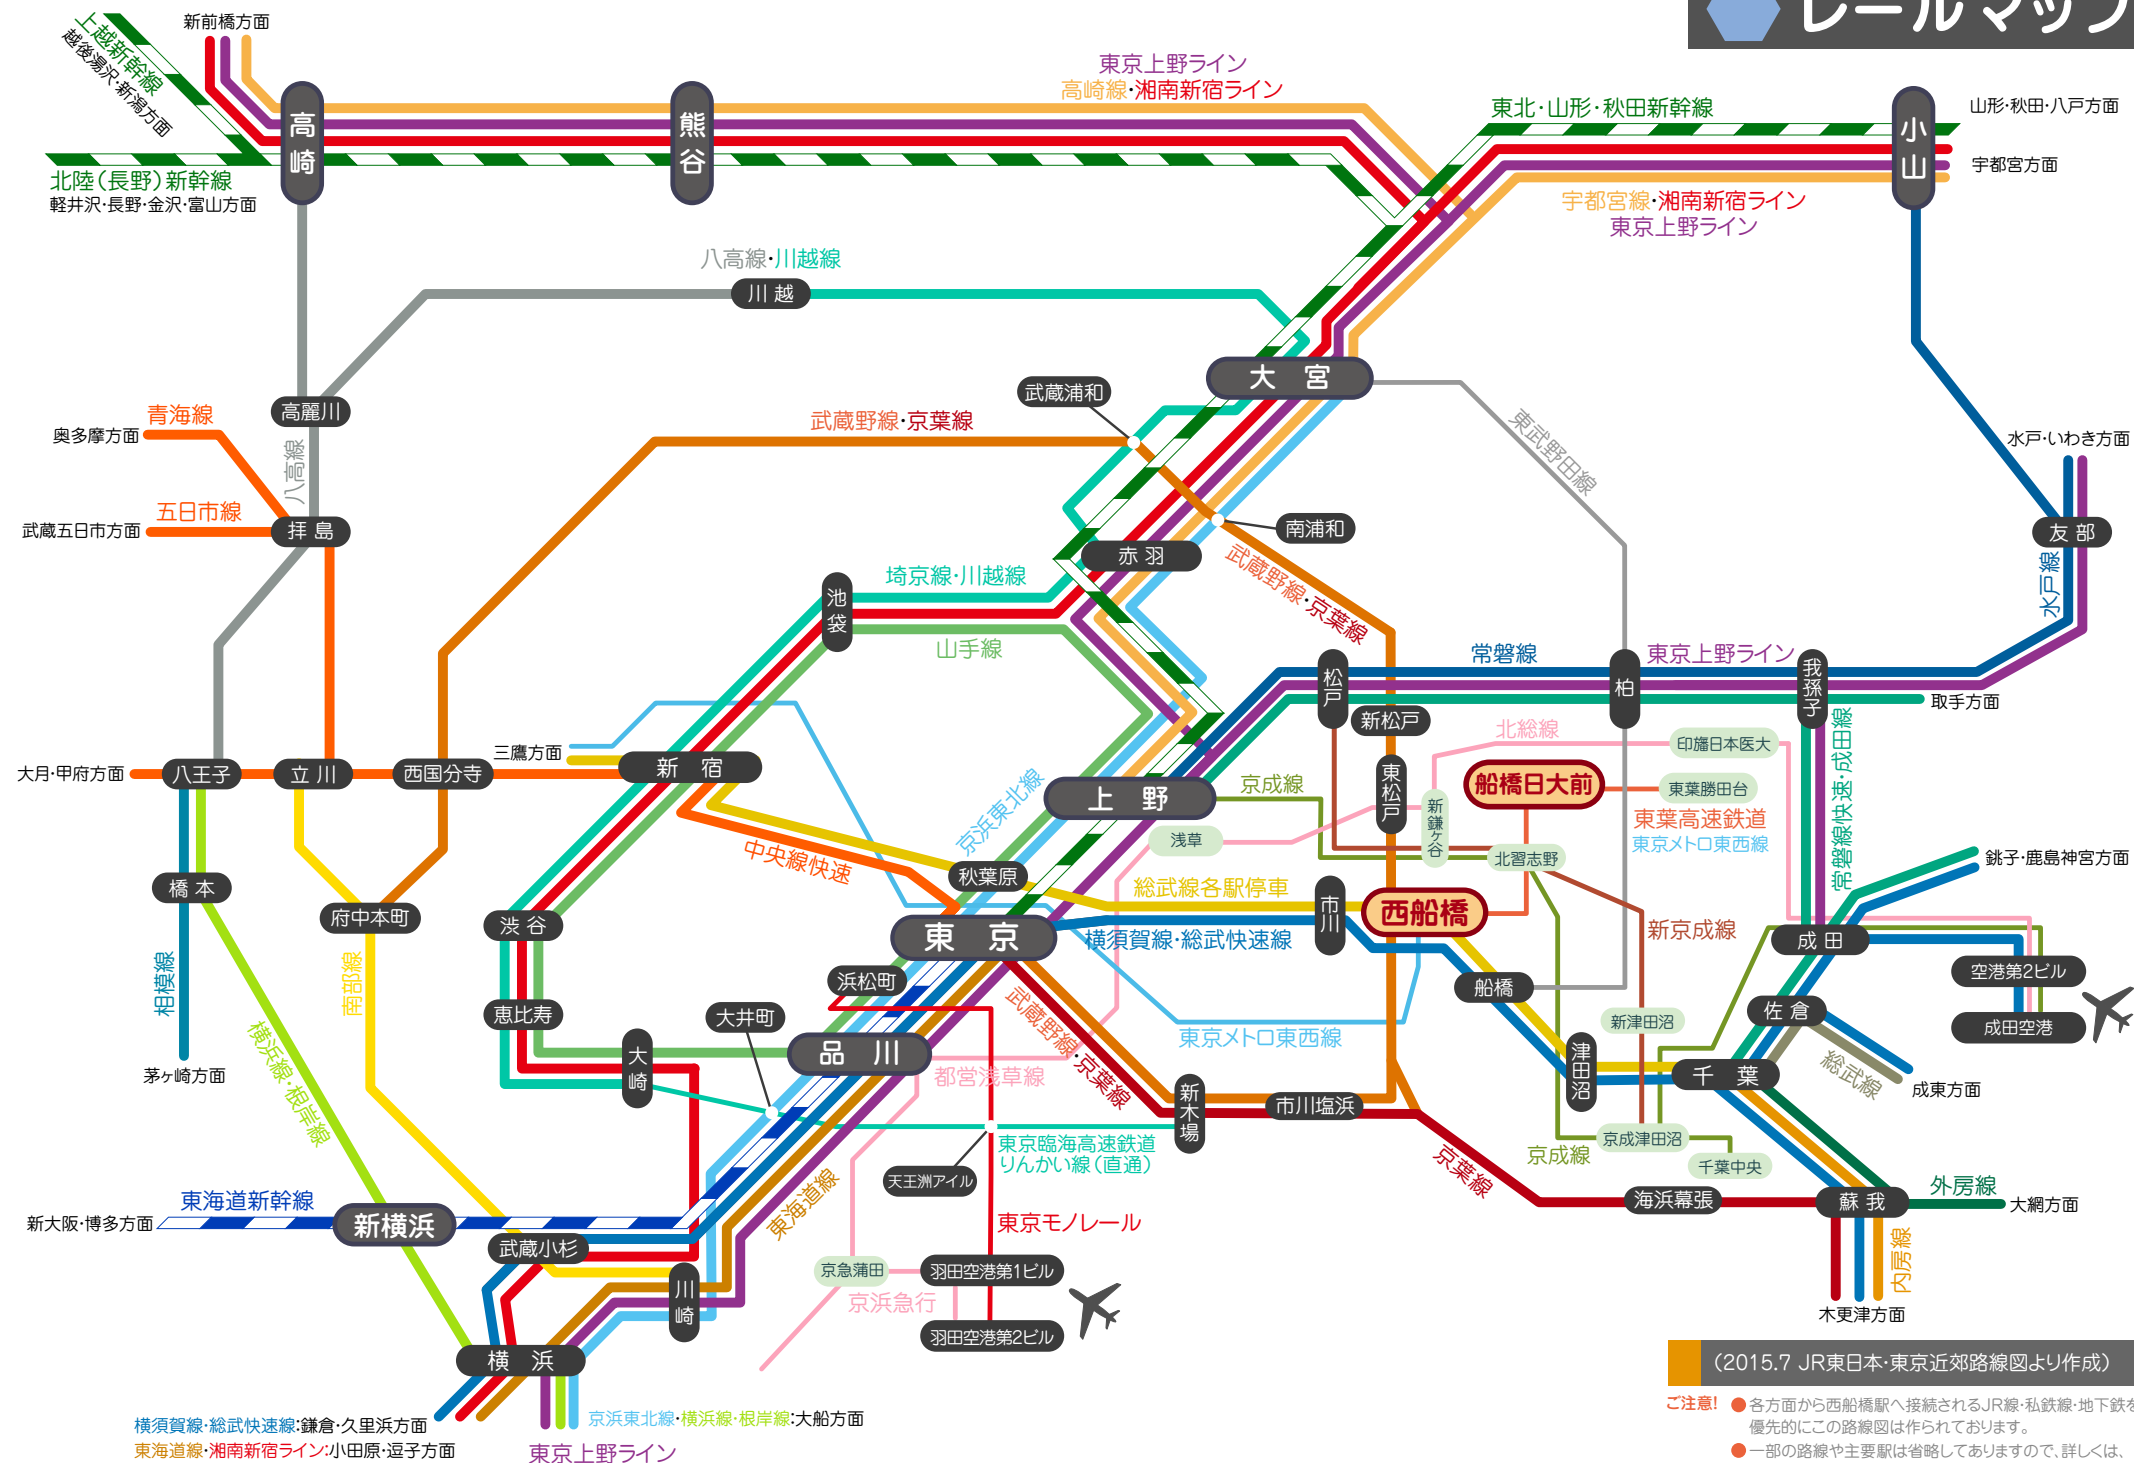 レールマップ
上越新幹線
越後湯沢・新潟方面
新前橋方面
東京上野ライン
高崎線・湘南新宿ライン
東北・山形・秋田新幹線
山形・秋田・八戸方面
高崎
熊谷
小山
宇都宮方面
北陸(長野)新幹線
軽井沢・長野・金沢・富山方面
宇都宮線・湘南新宿ライン
東京上野ライン
八高線・川越線
川越
大宮
武蔵浦和
高麗川
青海線
奥多摩方面
武蔵野線・京葉線
東武野田線
水戸・いわき方面
八高線
五日市線
武蔵五日市方面
拝島
南浦和
友部
赤羽
武蔵野線・京葉線
埼京線・川越線
池袋
水戸線
山手線
常磐線
東京上野ライン
松戸
柏
我孫子
取手方面
新松戸
北総線
印旛日本医大
三鷹方面
新宿
大月・甲府方面
八王子
立川
西国分寺
東松戸
船橋日大前
東葉勝田台
京成線
上野
京浜東北線
新鎌ヶ谷
東葉高速鉄道
東京メトロ東西線
常磐線快速・成田線
浅草
中央線快速
北習志野
銚子・鹿島神宮方面
秋葉原
総武線各駅停車
橋本
府中本町
渋谷
市川
西船橋
東京
横須賀線・総武快速線
新京成線
成田
相模線
南部線
浜松町
船橋
空港第2ビル
恵比寿
大井町
武蔵野線・京葉線
新津田沼
佐倉
成田空港
横浜線・根岸線
東京メトロ東西線
品川
大崎
都営浅草線
津田沼
千葉
総武線
茅ヶ崎方面
成東方面
新木場
市川塩浜
東京臨海高速鉄道
りんかい線(直通)
京成津田沼
京成線
千葉中央
天王洲アイル
京葉線
東海道新幹線
新大阪・博多方面
新横浜
東海道線
東京モノレール
海浜幕張
蘇我
外房線
大網方面
武蔵小杉
内房線
京急蒲田
羽田空港第1ビル
川崎
京浜急行
羽田空港第2ビル
木更津方面
横浜
(2015.7 JR東日本・東京近郊路線図より作成)
ご注意! ●各方面から西船橋駅へ接続されるJR線・私鉄線・地下鉄を
優先的にこの路線図は作られております。
●一部の路線や主要駅は省略してありますので、詳しくは、
横須賀線・総武快速線:鎌倉・久里浜方面
京浜東北線・横浜線・根岸線:大船方面
東海道線・湘南新宿ライン:小田原・逗子方面
東京上野ライン